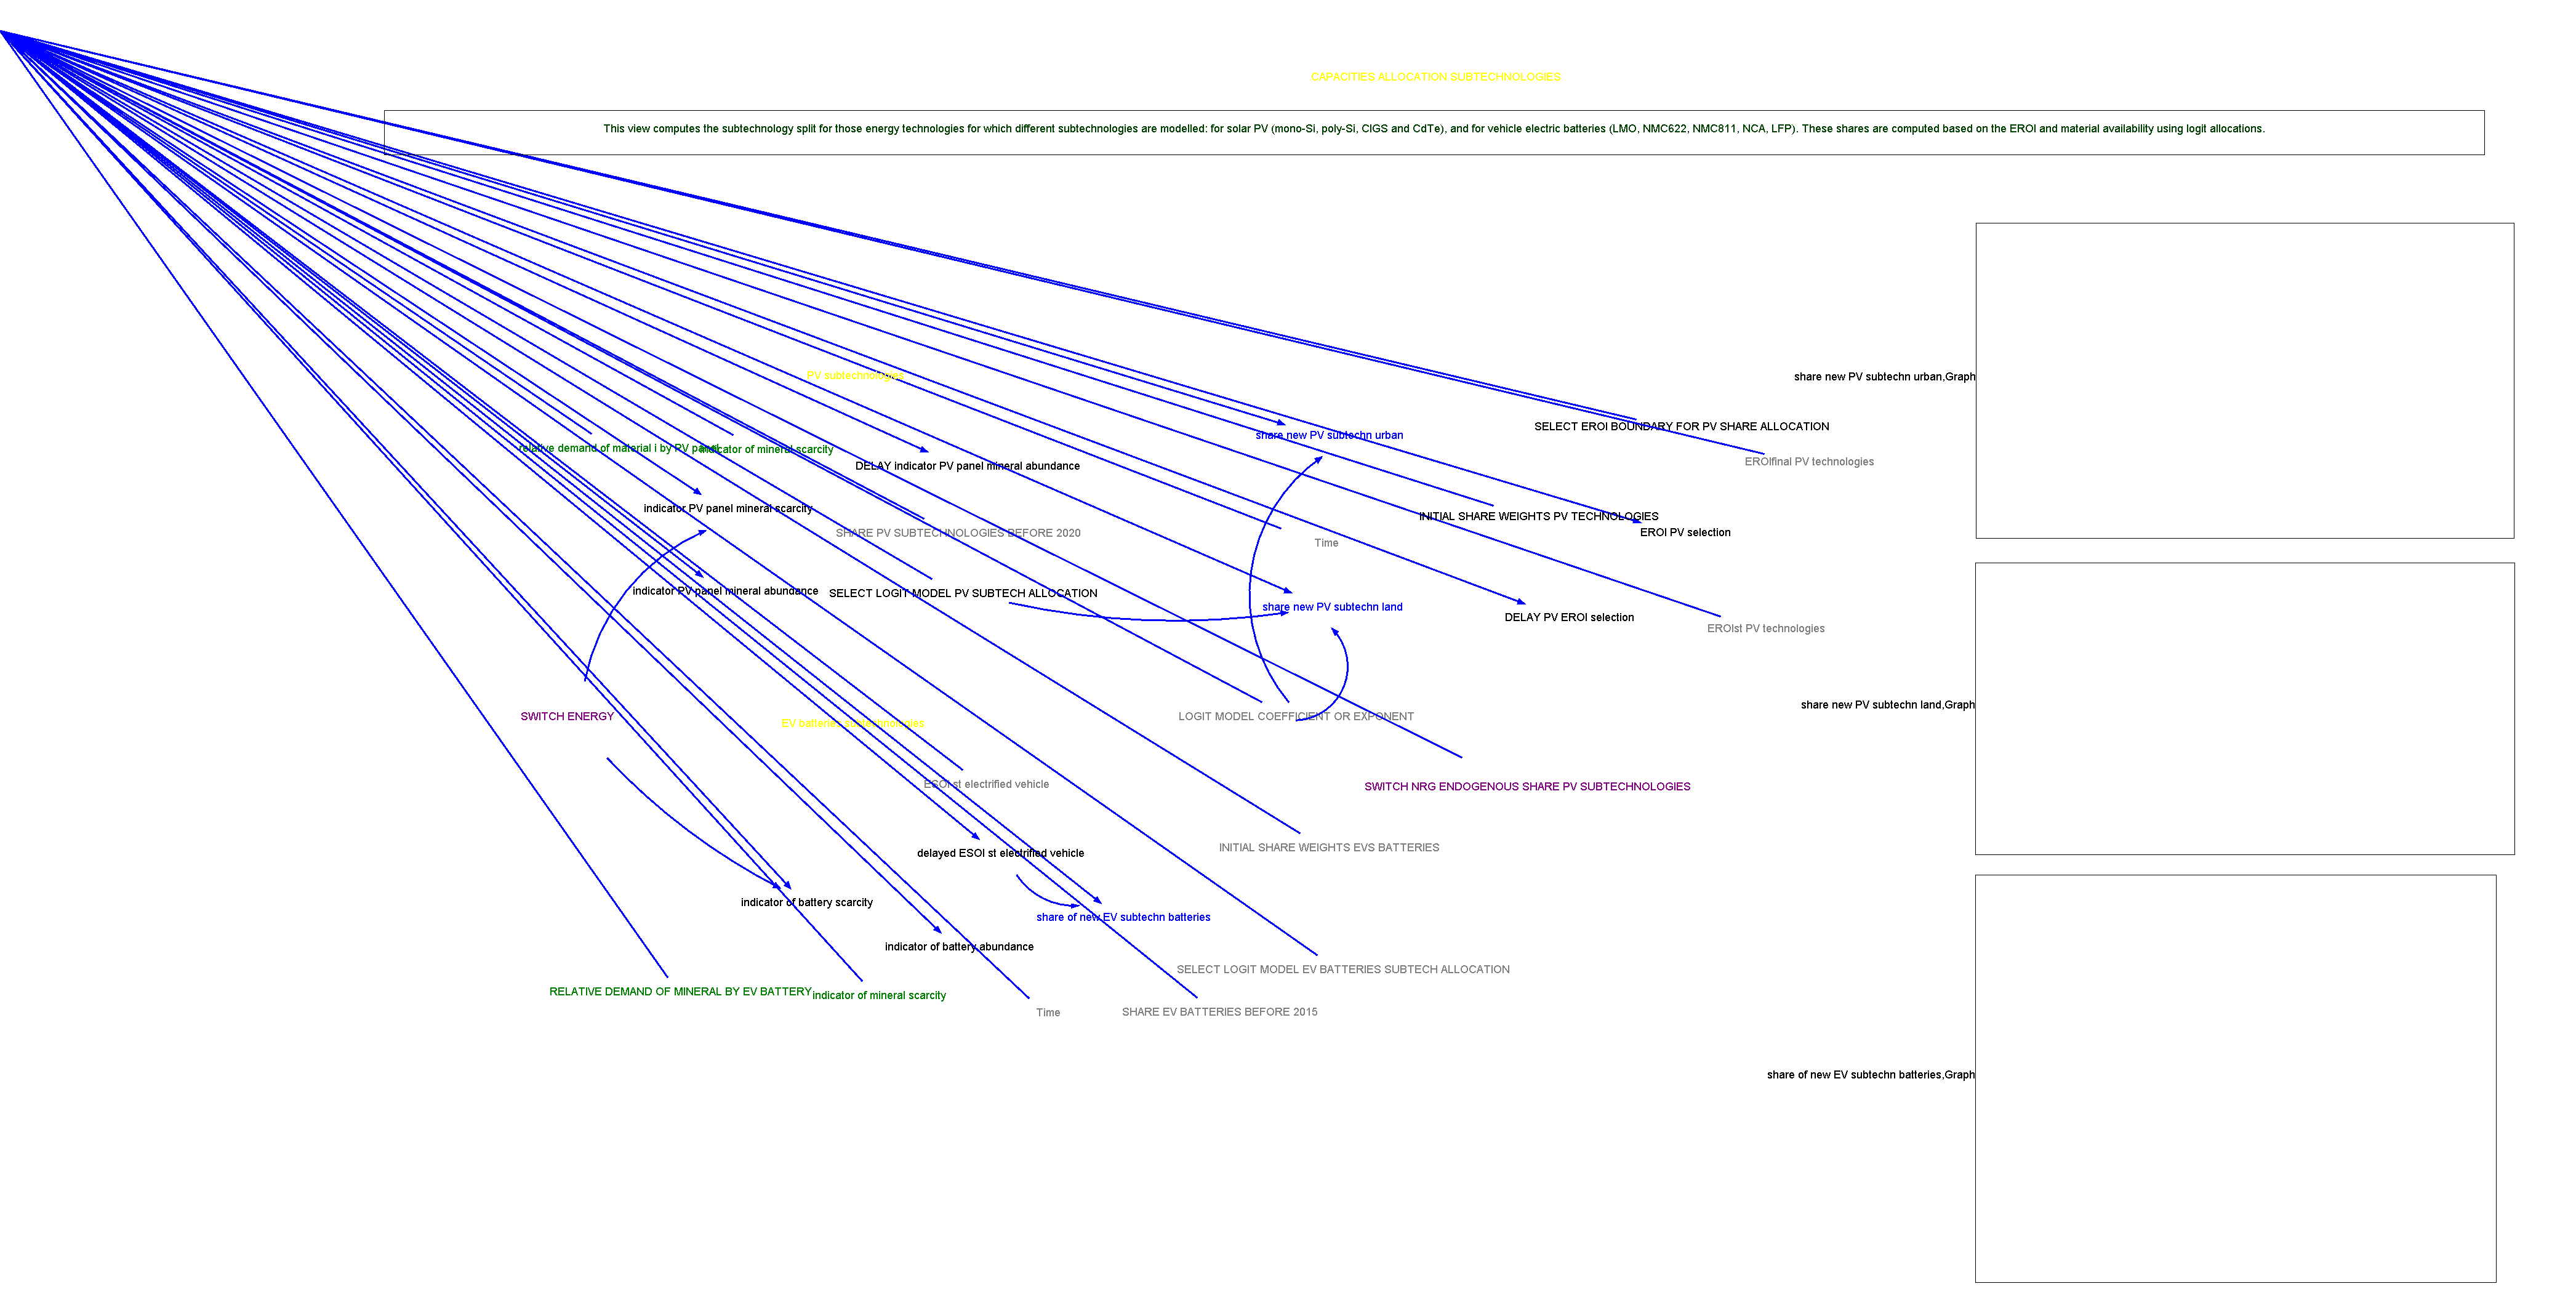 CAPACITIES ALLOCATION SUBTECHNOLOGIES
This view computes the subtechnology split for those energy technologies for which different subtechnologies are modelled: for solar PV (mono-Si, poly-Si, CIGS and CdTe), and for vehicle electric batteries (LMO, NMC622, NMC811, NCA, LFP). These shares are computed based on the EROI and material availability using logit allocations.
PV subtechnologies
share new PV subtechn urban,Graph
SELECT EROI BOUNDARY FOR PV SHARE ALLOCATION
share new PV subtechn urban
relative demand of material i by PV panel
indicator of mineral scarcity
EROIfinal PV technologies
DELAY indicator PV panel mineral abundance
indicator PV panel mineral scarcity
INITIAL SHARE WEIGHTS PV TECHNOLOGIES
SHARE PV SUBTECHNOLOGIES BEFORE 2020
EROI PV selection
Time
indicator PV panel mineral abundance
SELECT LOGIT MODEL PV SUBTECH ALLOCATION
share new PV subtechn land
DELAY PV EROI selection
EROIst PV technologies
share new PV subtechn land,Graph
SWITCH ENERGY
EV batteries subtechnologies
LOGIT MODEL COEFFICIENT OR EXPONENT
ESOI st electrified vehicle
SWITCH NRG ENDOGENOUS SHARE PV SUBTECHNOLOGIES
delayed ESOI st electrified vehicle
INITIAL SHARE WEIGHTS EVS BATTERIES
indicator of battery scarcity
share of new EV subtechn batteries
indicator of battery abundance
SELECT LOGIT MODEL EV BATTERIES SUBTECH ALLOCATION
RELATIVE DEMAND OF MINERAL BY EV BATTERY
indicator of mineral scarcity
Time
SHARE EV BATTERIES BEFORE 2015
share of new EV subtechn batteries,Graph